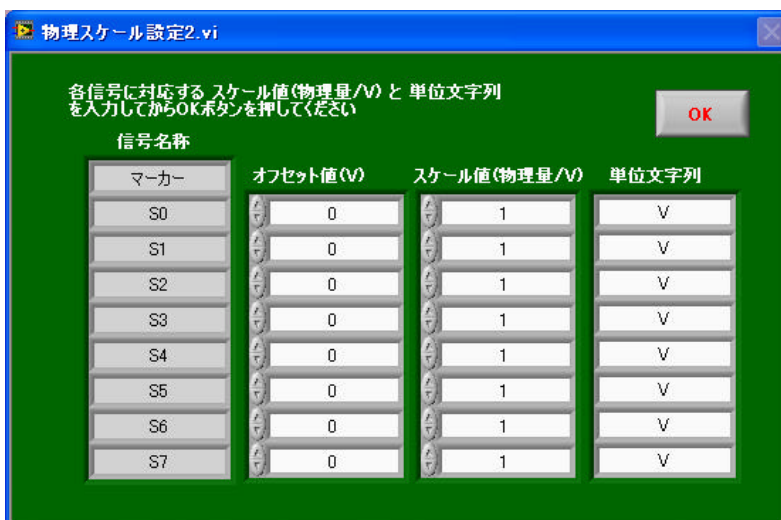 物理スケール設定2.vi
各信号に対応する スケール値(物理量/V) と 単位文字列
を入力してからOKボタンを押してください
OK
信号名称
マーカー オフセット値(V) スケール値(物理量/V) 単位文字列
S0 0 1 V
S1 0 1 V
S2 0 1 V
S3 0 1 V
S4 0 1 V
S5 0 1 V
S6 0 1 V
S7 0 1 V